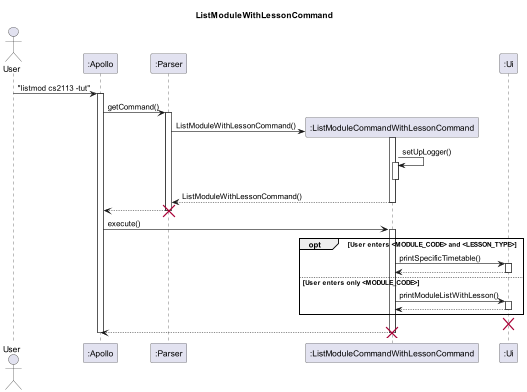 ListModuleWithLessonCommand
User
:Apollo
:Parser
:Ui
"listmod cs2113 -tut"
getCommand()
ListModuleWithLessonCommand()
:ListModuleCommandWithLessonCommand
setUpLogger()
ListModuleWithLessonCommand()
execute()
opt [User enters <MODULE_CODE> and <LESSON_TYPE>]
printSpecificTimetable()
[User enters only <MODULE_CODE>]
printModuleListWithLesson()
User
:Apollo
:Parser
:ListModuleCommandWithLessonCommand
:Ui